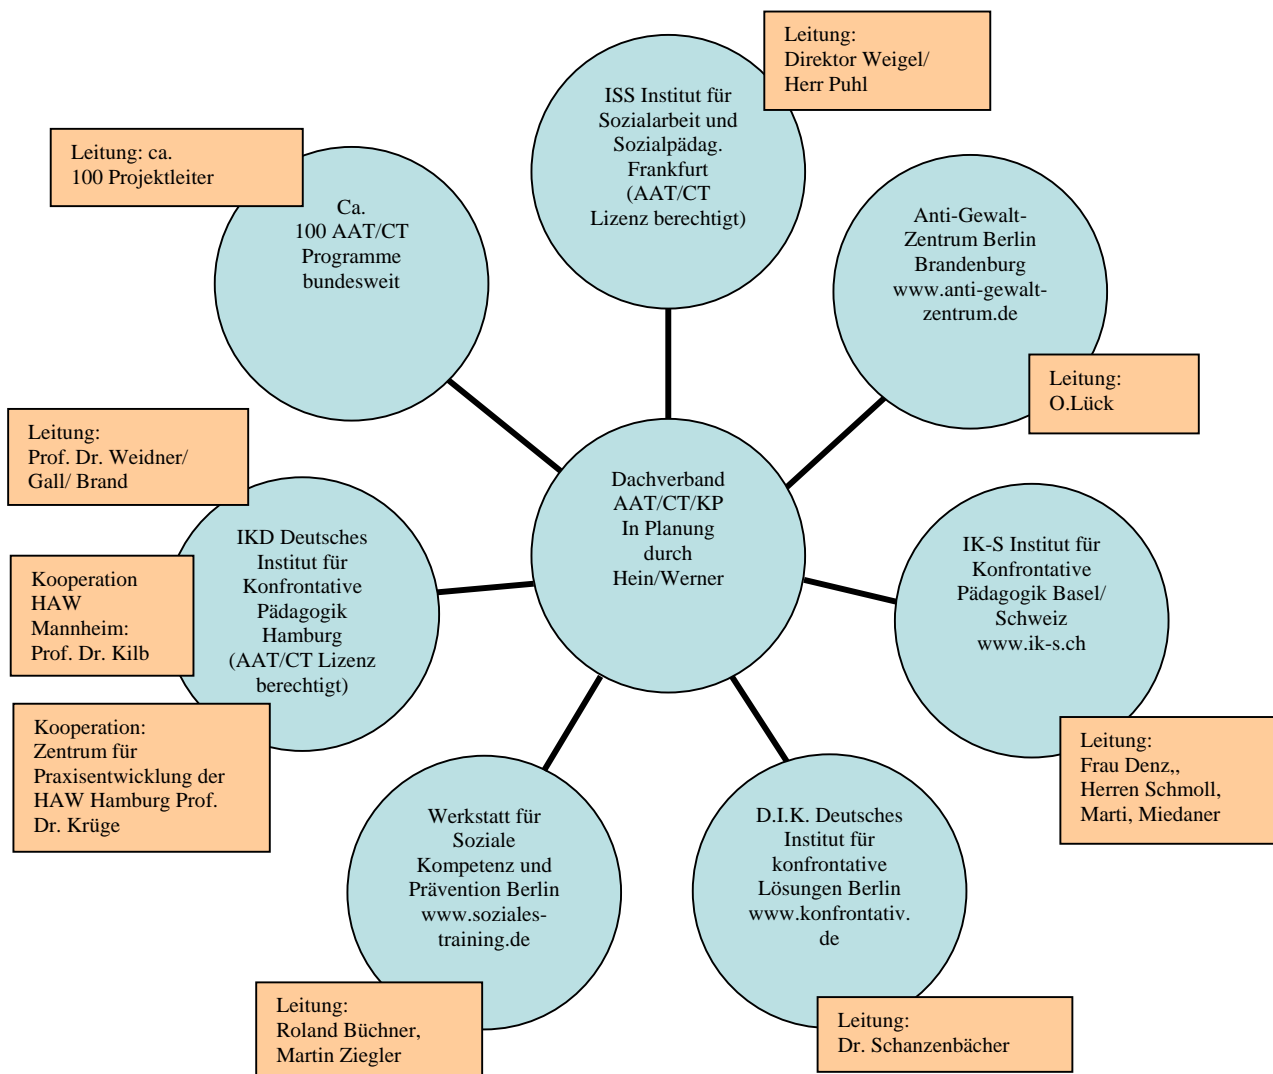 Leitung:
Direktor Weigel/
Herr Puhl
ISS Institut für
Sozialarbeit und
Sozialpädag.
Frankfurt
(AAT/CT
Lizenz berechtigt)
Leitung: ca.
100 Projektleiter
Ca.
100 AAT/CT
Programme
bundesweit
Anti-Gewalt-
Zentrum Berlin
Brandenburg
www.anti-gewalt-
zentrum.de
Leitung:
O.Lück
Leitung:
Prof. Dr. Weidner/
Gall/ Brand
IKD Deutsches
Institut für
Konfrontative
Pädagogik
Hamburg
(AAT/CT Lizenz
berechtigt)
Kooperation
HAW
Mannheim:
Prof. Dr. Kilb
Kooperation:
Zentrum für
Praxisentwicklung der
HAW Hamburg Prof.
Dr. Krüge
Dachverband
AAT/CT/KP
In Planung
durch
Hein/Werner
IK-S Institut für
Konfrontative
Pädagogik Basel/
Schweiz
www.ik-s.ch
Leitung:
Frau Denz,,
Herren Schmoll,
Marti, Miedaner
Werkstatt für
Soziale
Kompetenz und
Prävention Berlin
www.soziales-
training.de
Leitung:
Roland Büchner,
Martin Ziegler
D.I.K. Deutsches
Institut für
konfrontative
Lösungen Berlin
www.konfrontativ.
de
Leitung:
Dr. Schanzenbächer